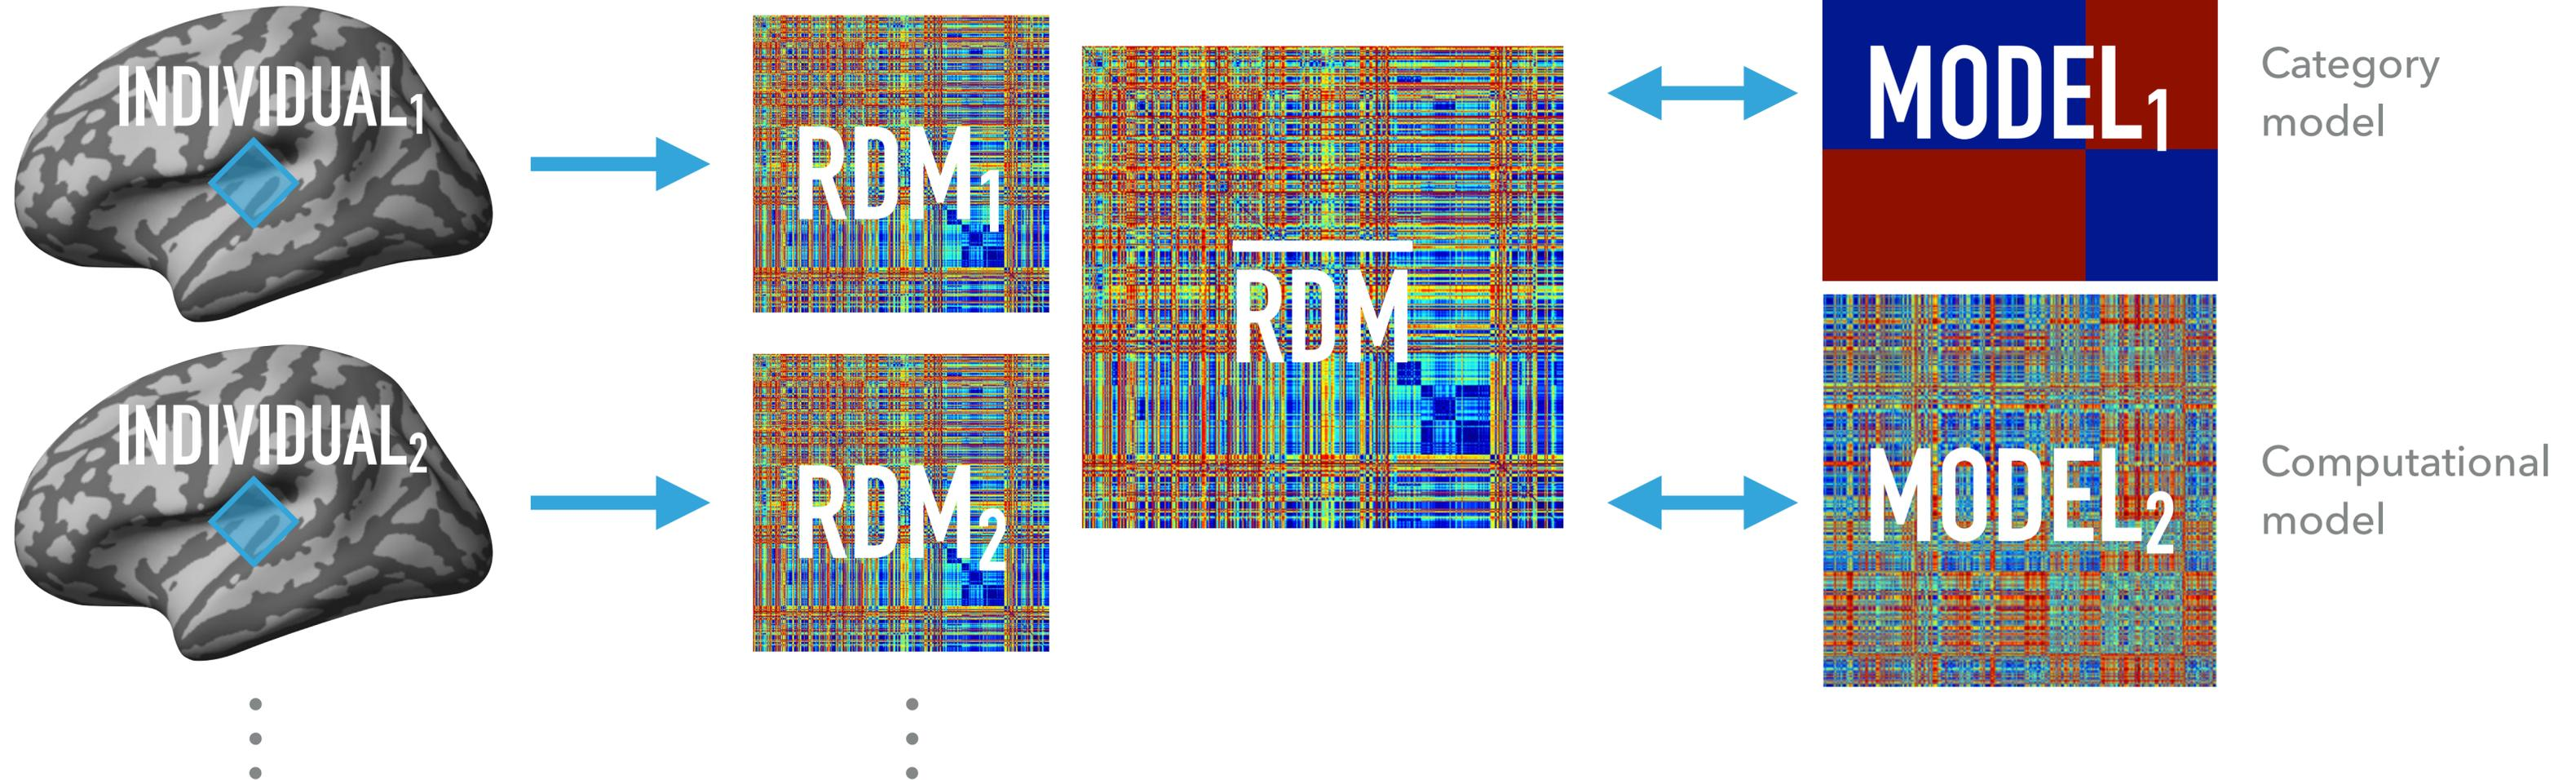 INDIVIDUAL1
RDM1
RDM
MODEL1
Category
model
INDIVIDUAL2
RDM2
MODEL2
Computational
model